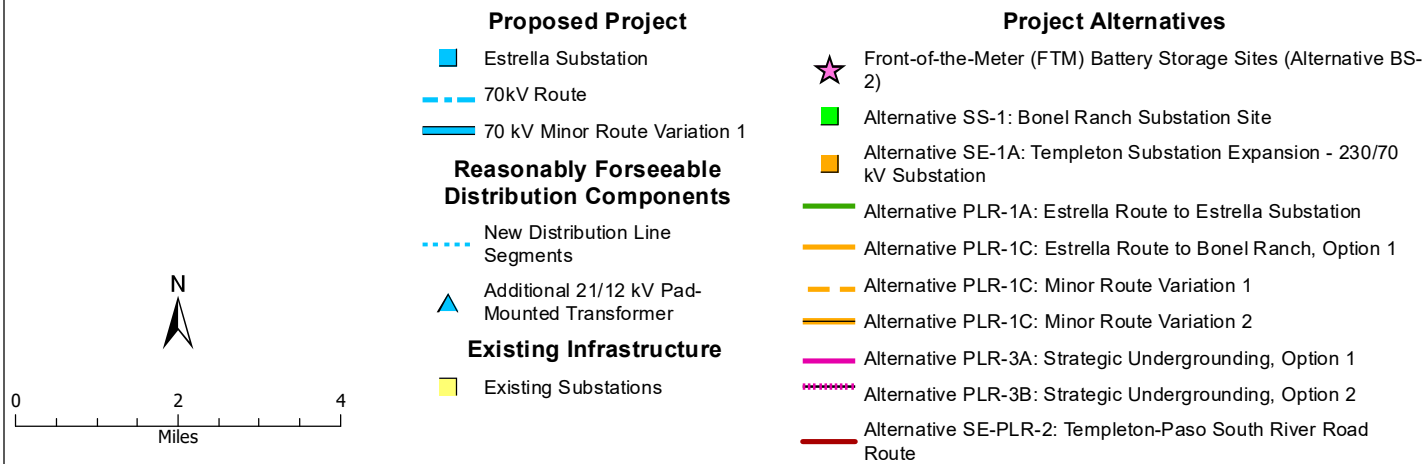 N
0 2 4
Miles
Proposed Project
Estrella Substation
70kV Route
70 kV Minor Route Variation 1
Reasonably Forseeable
Distribution Components
New Distribution Line
Segments
Additional 21/12 kV Pad-
Mounted Transformer
Existing Infrastructure
Existing Substations
Project Alternatives
Front-of-the-Meter (FTM) Battery Storage Sites (Alternative BS-
2)
Alternative SS-1: Bonel Ranch Substation Site
Alternative SE-1A: Templeton Substation Expansion - 230/70
kV Substation
Alternative PLR-1A: Estrella Route to Estrella Substation
Alternative PLR-1C: Estrella Route to Bonel Ranch, Option 1
Alternative PLR-1C: Minor Route Variation 1
Alternative PLR-1C: Minor Route Variation 2
Alternative PLR-3A: Strategic Undergrounding, Option 1
Alternative PLR-3B: Strategic Undergrounding, Option 2
Alternative SE-PLR-2: Templeton-Paso South River Road
Route